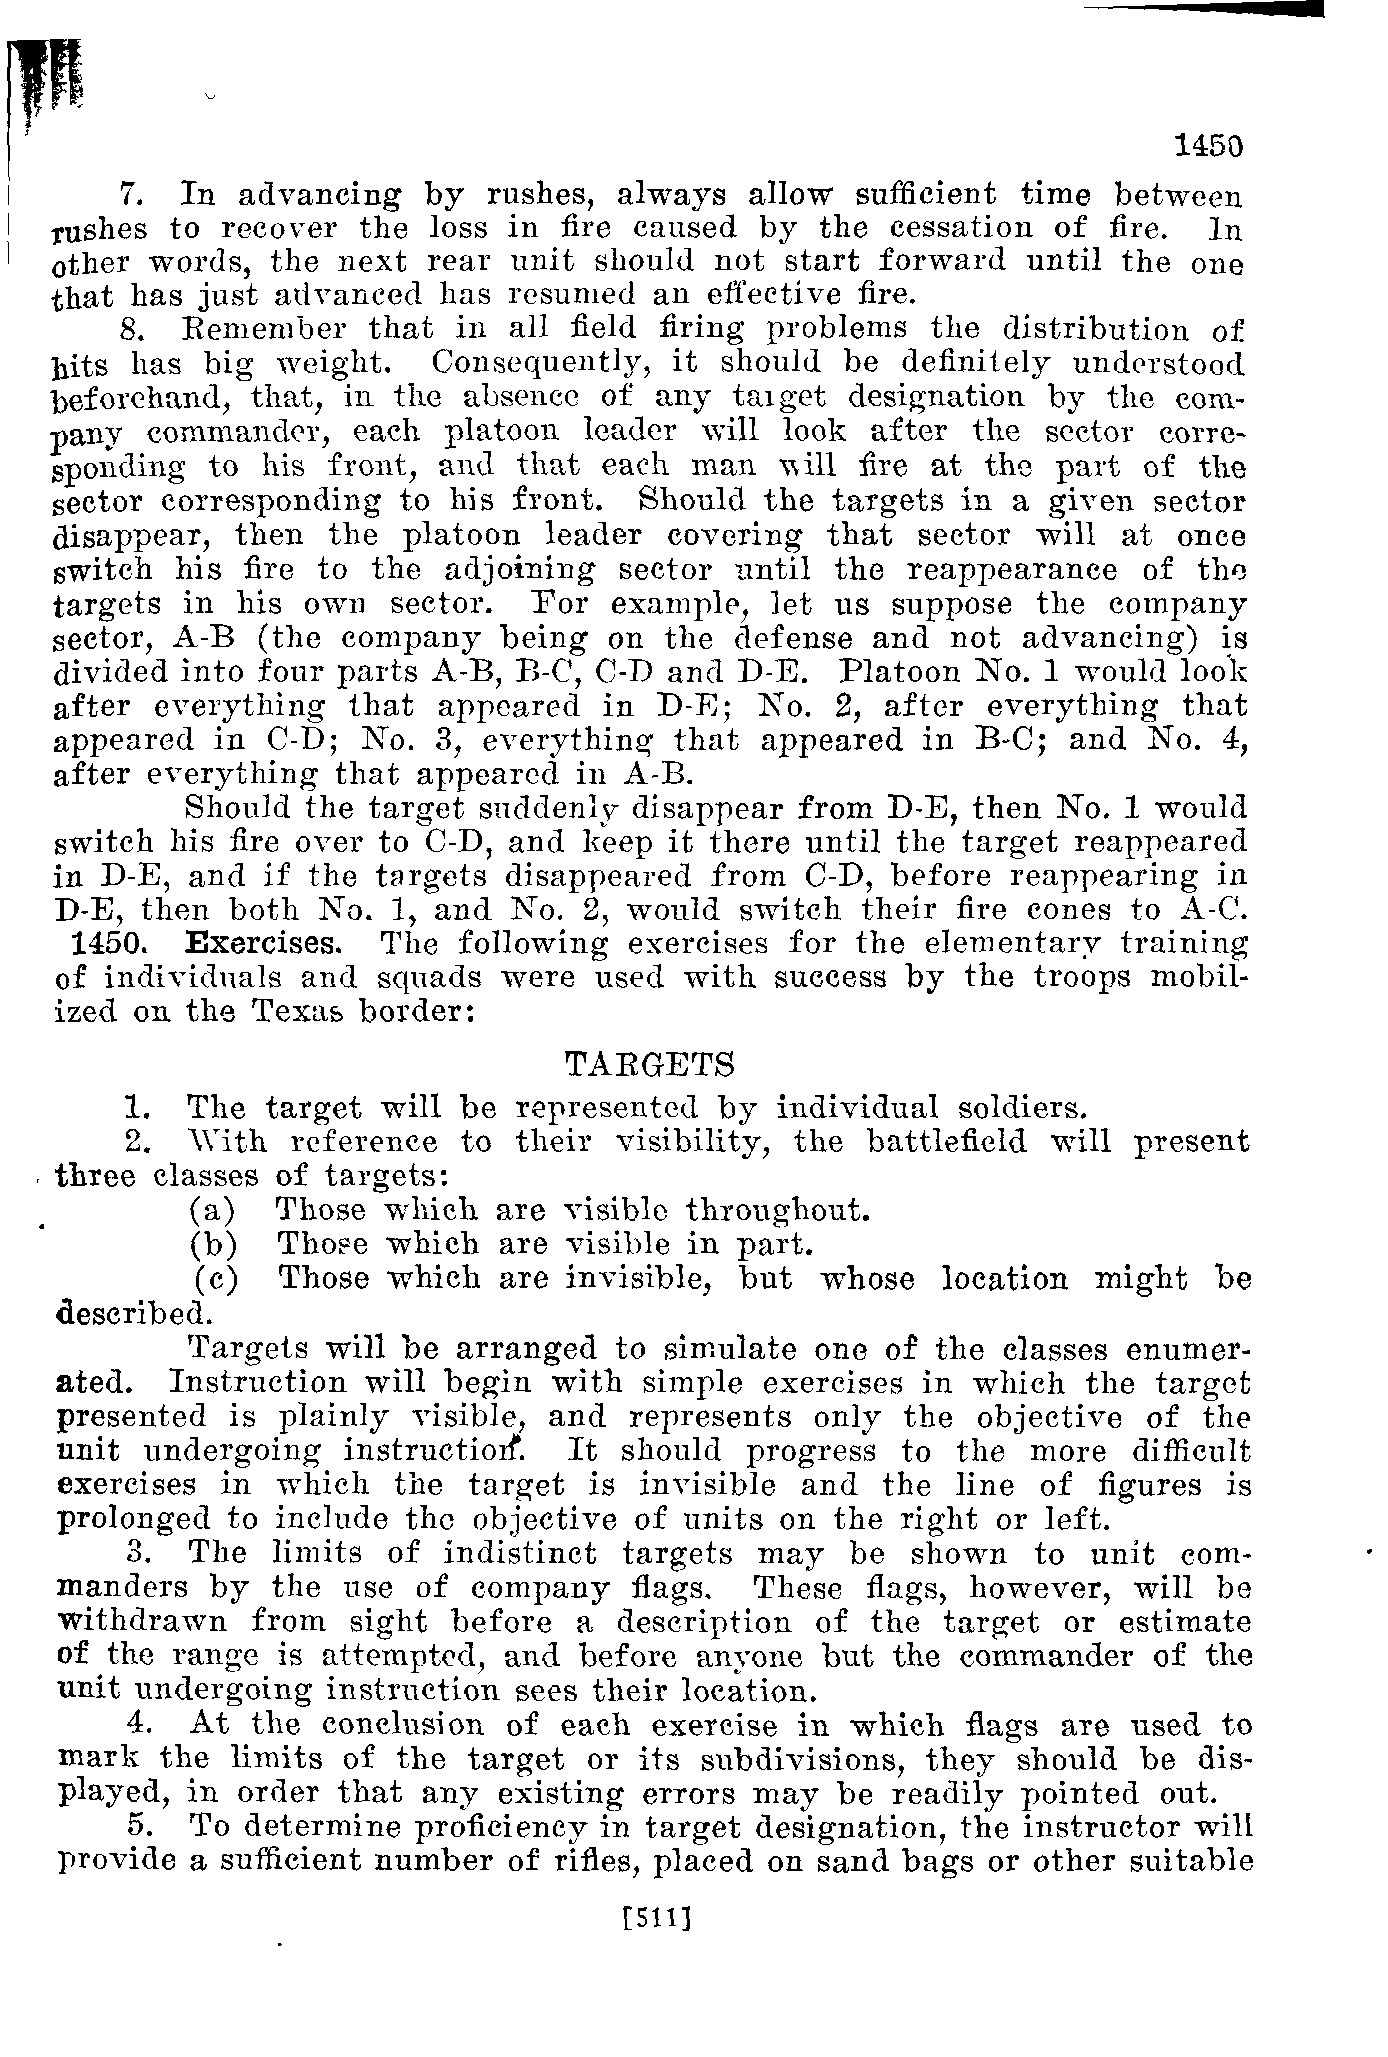 1450
7. In advancing by rushes, always allow sufficient time between
rushes to recover the loss in fire caused by the cessation of fire. In
other words, the next rear unit should not start forward until the one
that has just advanced has resumed an effective fire.
8. Remember that in all field firing problems the distribution of
hits has big weight. Consequently, it should be definitely understood
beforehand, that, in the absence of any target designation by the com-
pany commander, each platoon leader will look after the sector corre-
sponding to his front, and that each man will fire at the part of the
sector corresponding to his front. Should the targets in a given sector
disappear, then the platoon leader covering that sector will at once
switch his fire to the adjoining sector until the reappearance of the
targets in his own sector. For example, let us suppose the company
sector, A-B (the company being on the defense and not advancing) is
divided into four parts A-B, B-C, C-D and D-E. Platoon No. 1 would look
after everything that appeared in D-E; No. 2, after everything that
appeared in C-D; No. 3, everything that appeared in B-C; and No. 4,
after everything that appeared in A-B.
Should the target suddenly disappear from D-E, then No. 1 would
switch his fire over to C-D, and keep it there until the target reappeared
in D-E, and if the targets disappeared from C-D, before reappearing in
D-E, then both No. 1, and No. 2, would switch their fire cones to A-C.
1450. Exercises. The following exercises for the elementary training
of individuals and squads were used with success by the troops mobil-
ized on the Texas border:
TARGETS
1. The target will be represented by individual soldiers.
2. With reference to their visibility, the battlefield will present
three classes of targets:
(a) Those which are visible throughout.
(b) Those which are visible in part.
(c) Those which are invisible, but whose location might be
described.
Targets will be arranged to simulate one of the classes enumer-
ated. Instruction will begin with simple exercises in which the target
presented is plainly visible, and represents only the objective of the
unit undergoing instruction. It should progress to the more difficult
exercises in which the target is invisible and the line of figures is
prolonged to include the objective of units on the right or left.
3. The limits of indistinct targets may be shown to unit com-
manders by the use of company flags. These flags, however, will be
withdrawn from sight before a description of the target or estimate
of the range is attempted, and before anyone but the commander of the
unit undergoing instruction sees their location.
4. At the conclusion of each exercise in which flags are used to
mark the limits of the target or its subdivisions, they should be dis-
played, in order that any existing errors may be readily pointed out.
5. To determine proficiency in target designation, the instructor will
provide a sufficient number of rifles, placed on sand bags or other suitable
[511]